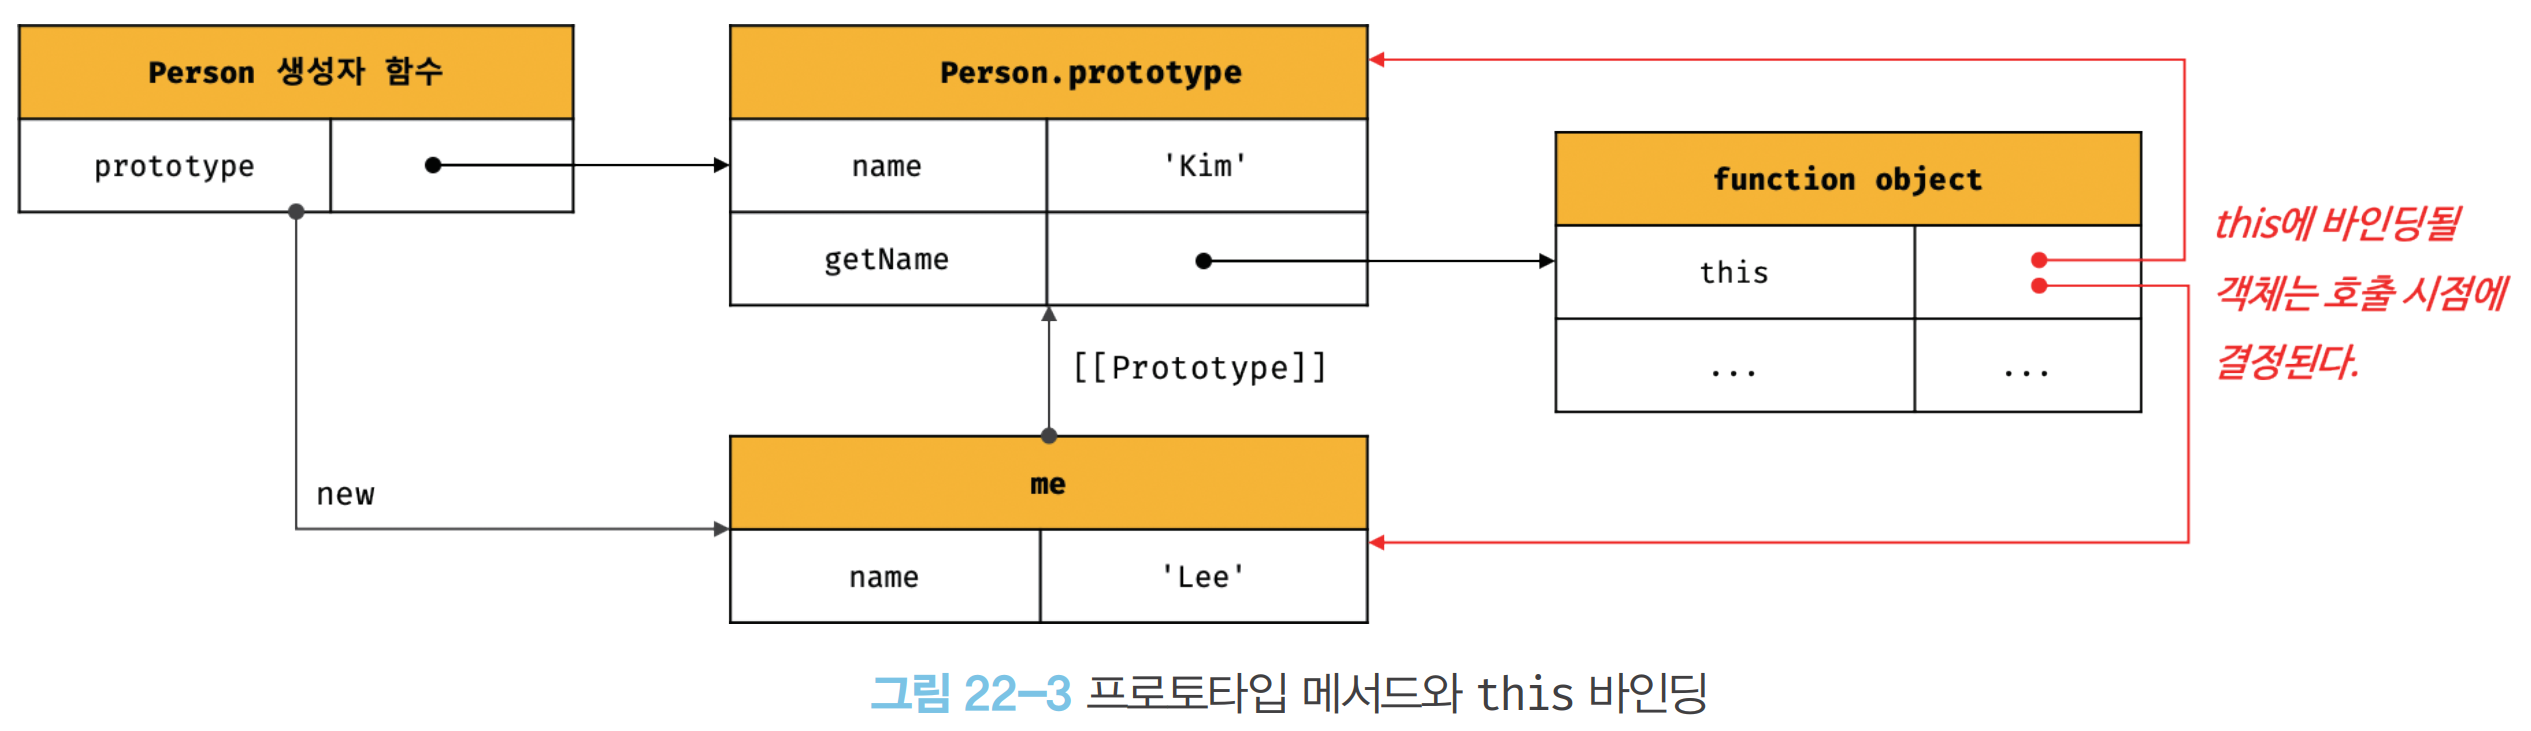 Person 생성자 함수
prototype
Person.prototype
name
'Kim'
getName
function object
this
...
...
this에 바인딩될
객체는 호출 시점에
결정된다.
[[Prototype]]
new
me
name
'Lee'
그림 22-3 프로토타입 메서드와 this 바인딩